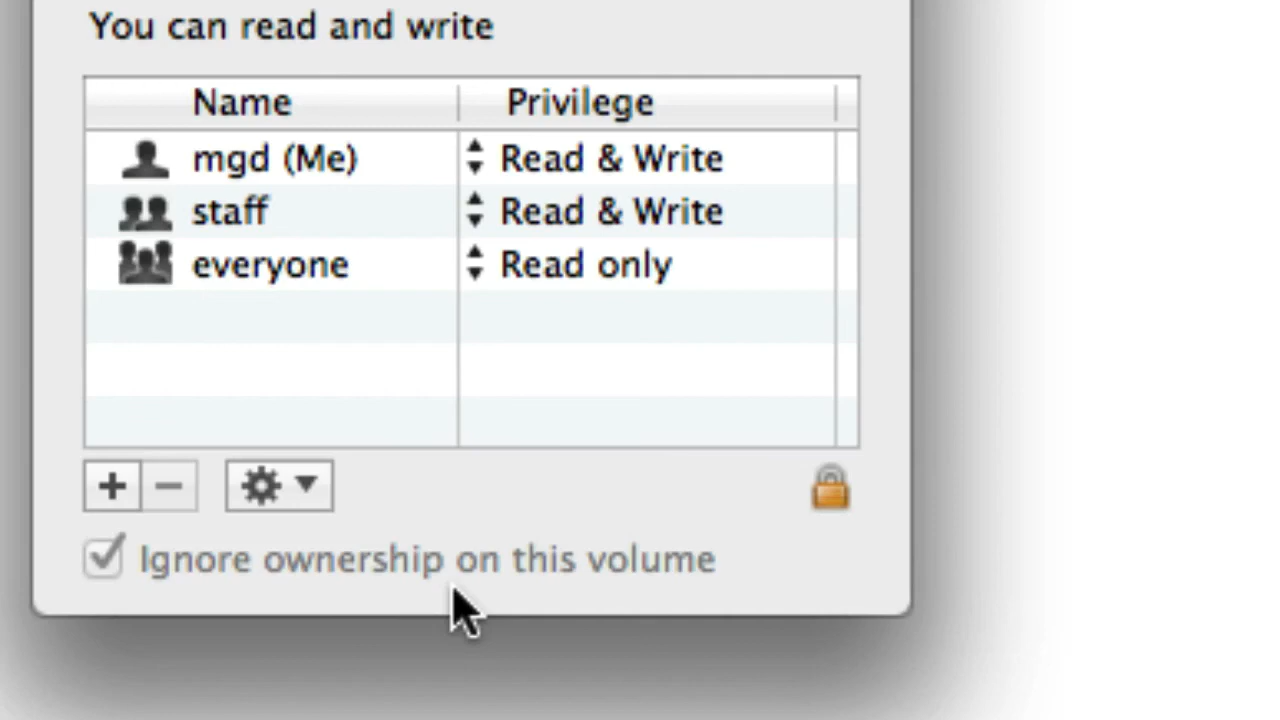 You can read and write
Name Privilege
mgd (Me) Read & Write
staff Read & Write
everyone Read only
Ignore ownership on this volume